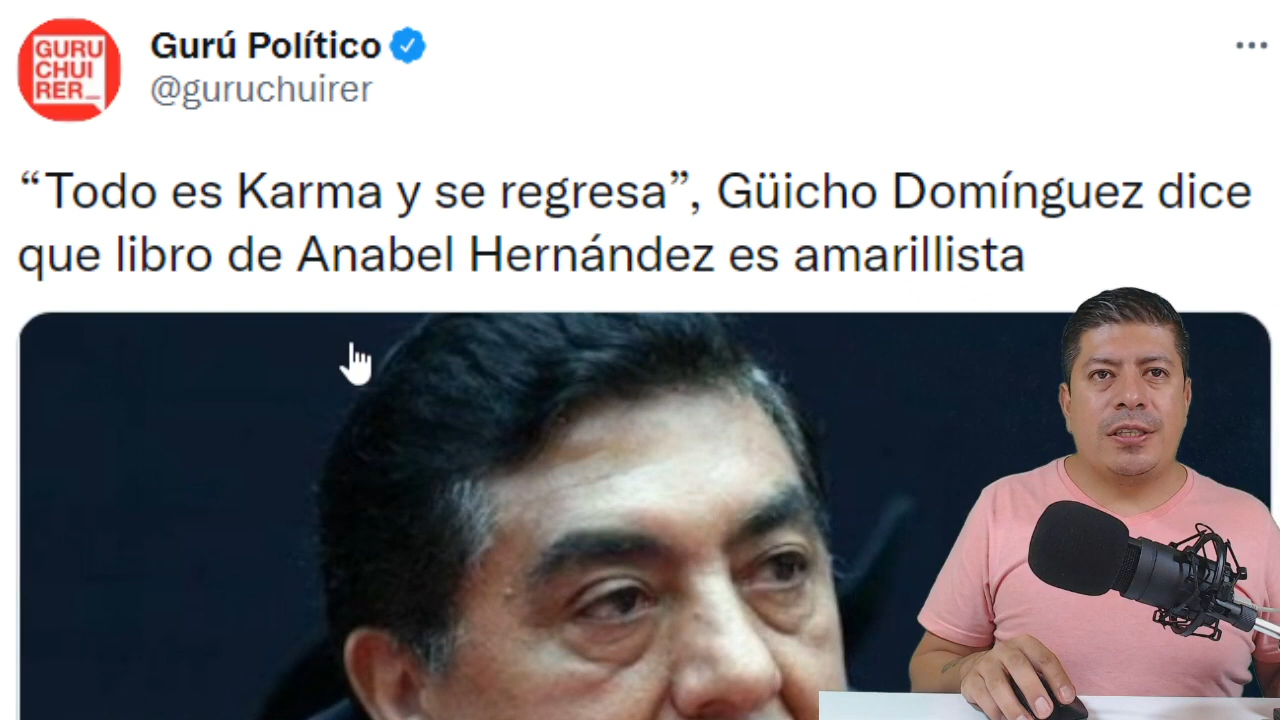 GURU
CHUI
RER_
Gurú Político
@guruchuirer
“Todo es Karma y se regresa”, Güicho Domínguez dice
que libro de Anabel Hernández es amarillista